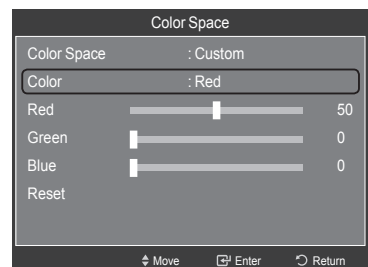 Color Space
Color Space : Custom
Color : Red
Red 50
Green 0
Blue 0
Reset
Move Enter Return